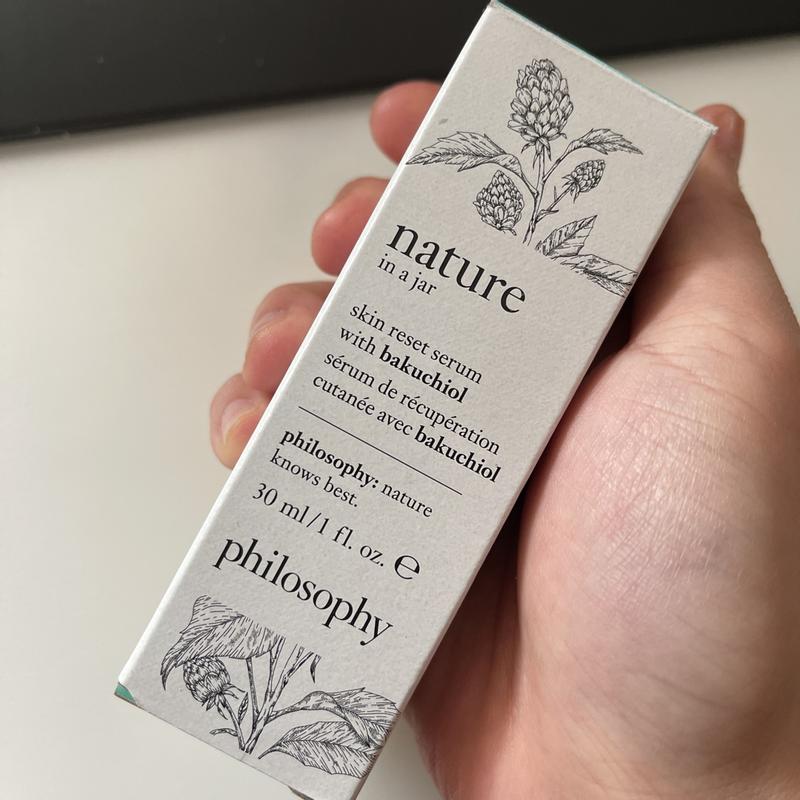 nature
in a jar
skin reset serum
with bakuchiol
sérum de récupération
cutanée avec bakuchiol
philosophy: nature
knows best.
30 ml/1 fl. oz. ℮
philosophy